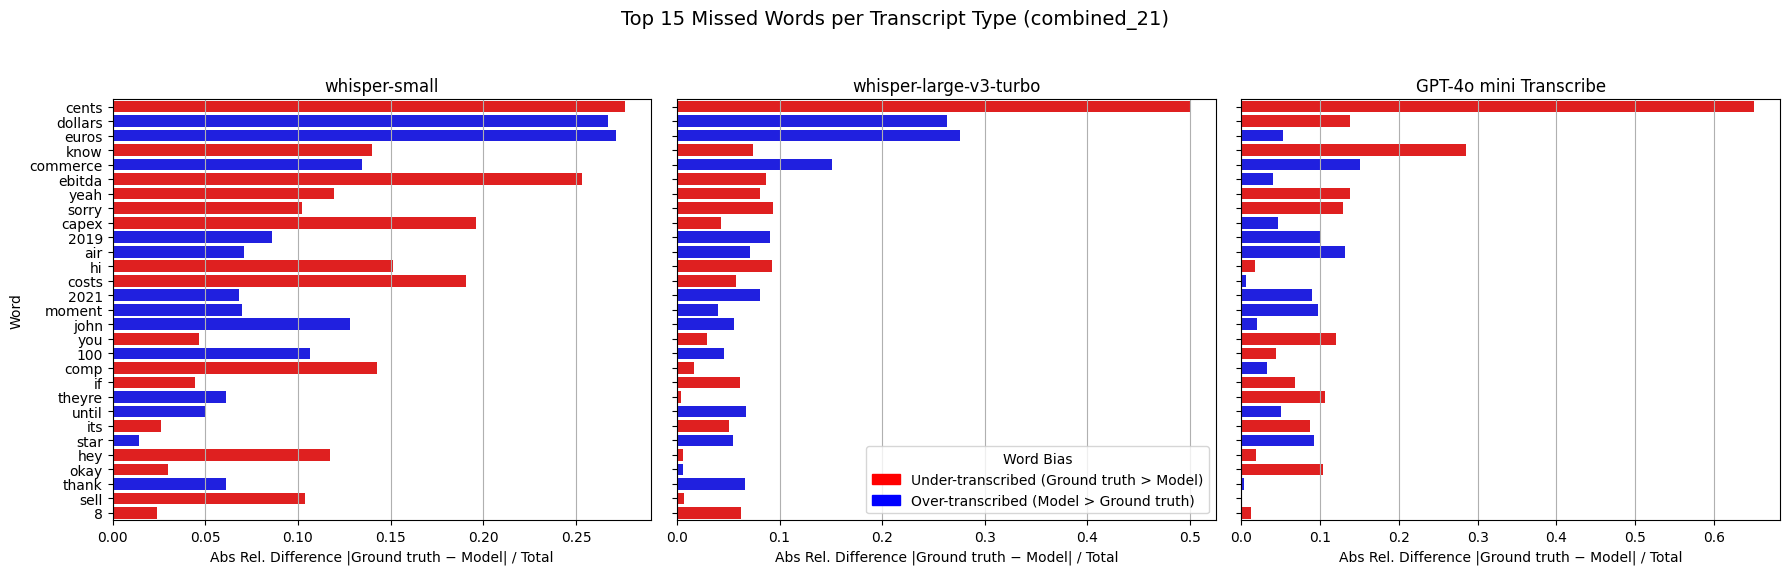 Top 15 Missed Words per Transcript Type (combined_21)
whisper-small
whisper-large-v3-turbo
GPT-4o mini Transcribe
Word
cents
dollars
euros
know
commerce
ebitda
yeah
sorry
capex
2019
air
hi
costs
2021
moment
john
you
100
comp
if
theyre
until
its
star
hey
okay
thank
sell
8
Word Bias
Under-transcribed (Ground truth > Model)
Over-transcribed (Model > Ground truth)
0.00 0.05 0.10 0.15 0.20 0.25
0.0 0.1 0.2 0.3 0.4 0.5
0.0 0.1 0.2 0.3 0.4 0.5 0.6
Abs Rel. Difference |Ground truth − Model| / Total
Abs Rel. Difference |Ground truth − Model| / Total
Abs Rel. Difference |Ground truth − Model| / Total